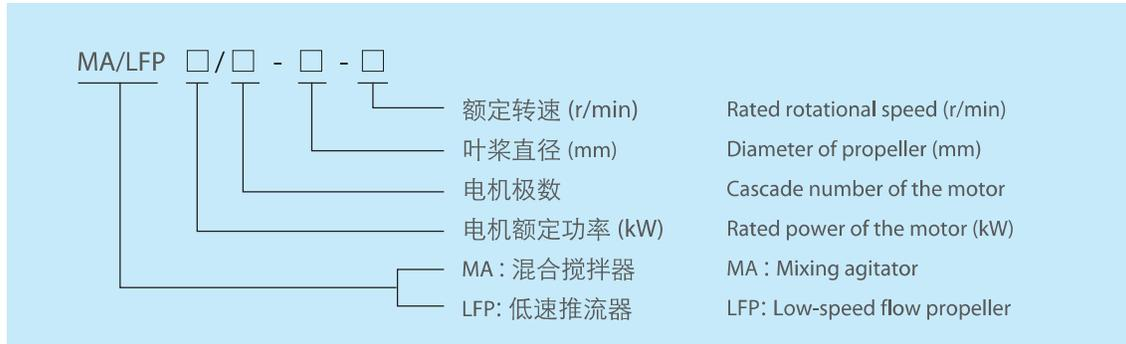 MA/LFP □/□ - □ - □
额定转速 (r/min) Rated rotational speed (r/min)
叶桨直径 (mm) Diameter of propeller (mm)
电机极数 Cascade number of the motor
电机额定功率 (kW) Rated power of the motor (kW)
MA : 混合搅拌器 MA : Mixing agitator
LFP: 低速推流器 LFP: Low-speed flow propeller